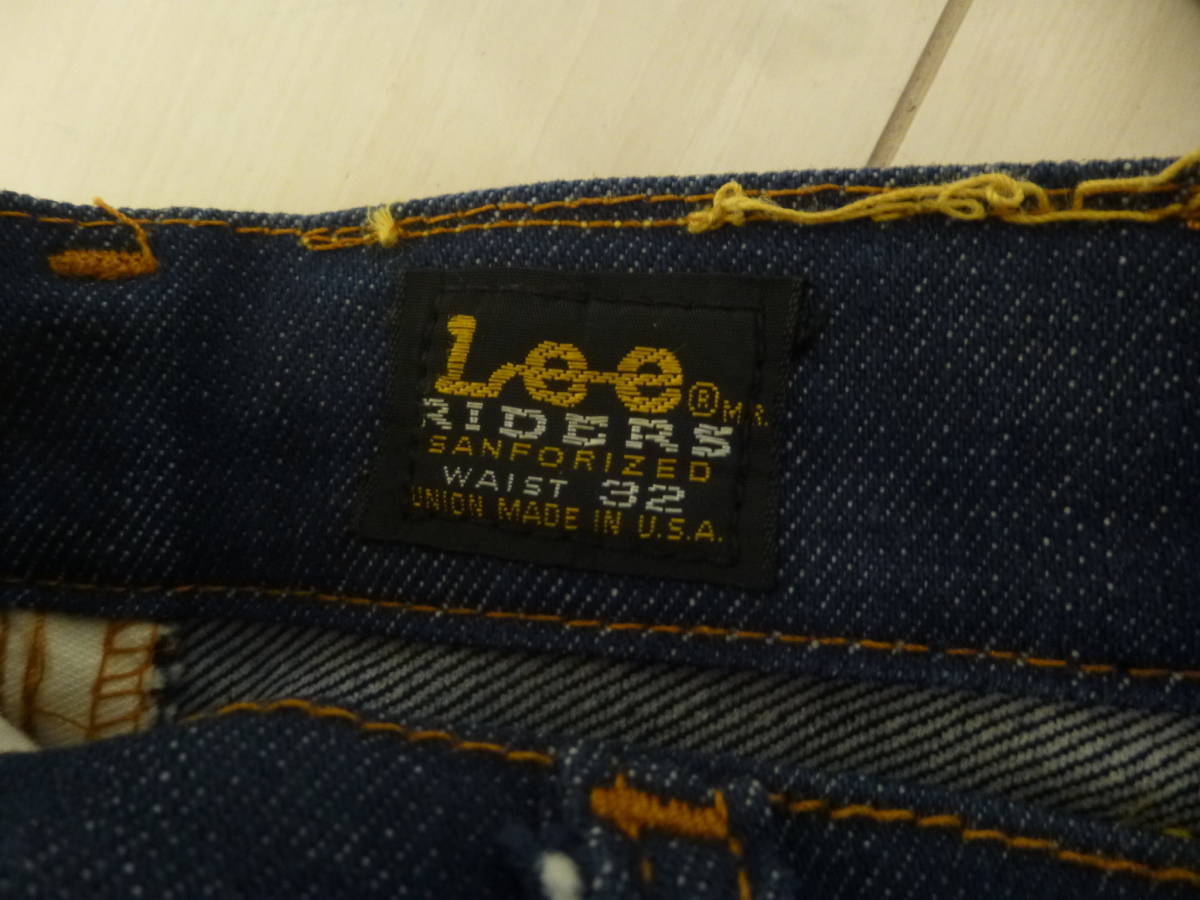 Lee ® M.R.
RIDERS
SANFORIZED
WAIST 32
UNION MADE IN U.S.A.